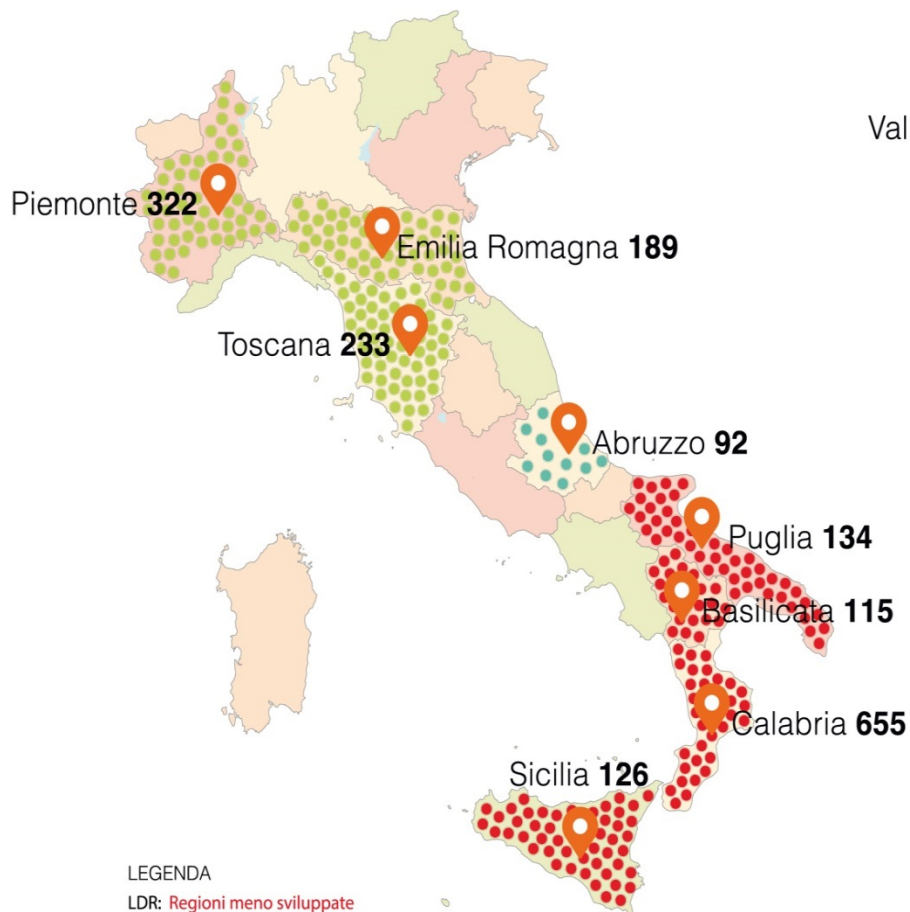 Val
Piemonte 322
Emilia Romagna 189
Toscana 233
Abruzzo 92
Puglia 134
Basilicata 115
Calabria 655
Sicilia 126
LEGENDA
LDR: Regioni meno sviluppate